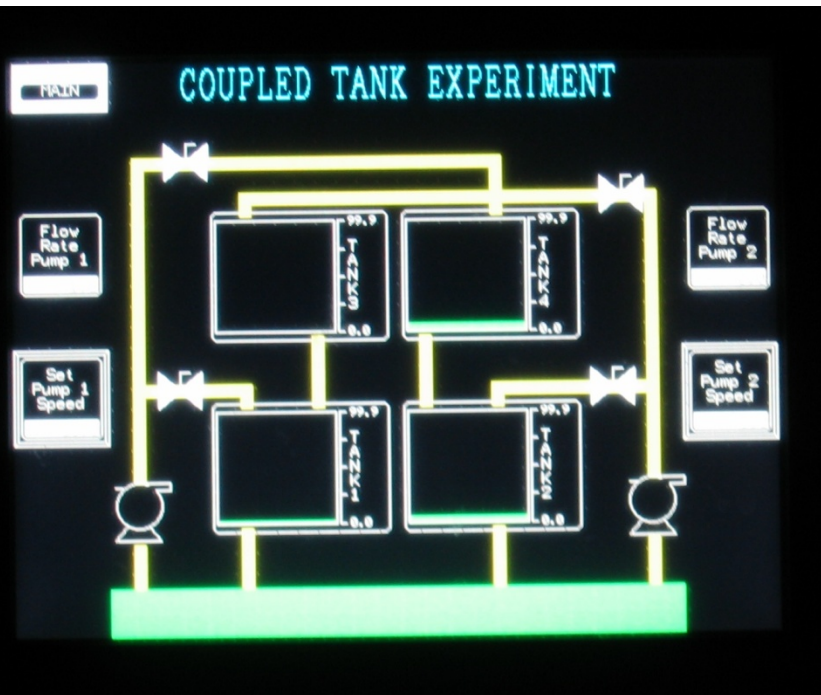 COUPLED TANK EXPERIMENT
MAIN
Flow
Rate
Pump 1
Flow
Rate
Pump 2
99.9
TANK3
0.0
99.9
TANK4
0.0
Set
Pump 1
Speed
Set
Pump 2
Speed
99.9
TANK1
0.0
99.9
TANK2
0.0